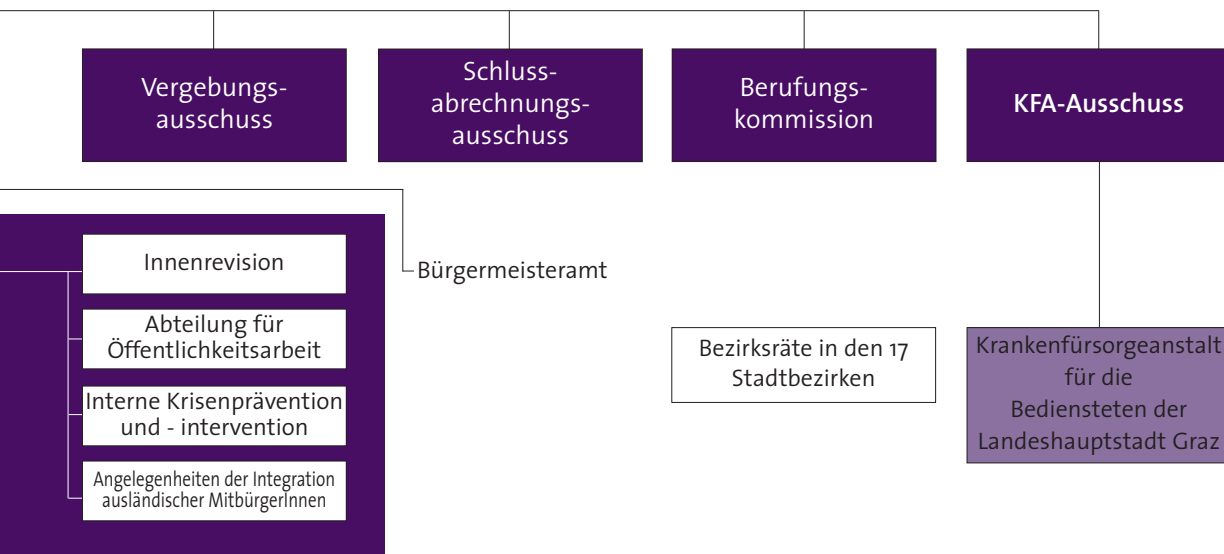 Vergebungs-
ausschuss
Schluss-
abrechnungs-
ausschuss
Berufungs-
kommission
KFA-Ausschuss
Innenrevision
Bürgermeisteramt
Abteilung für
Öffentlichkeitsarbeit
Interne Krisenprävention
und - intervention
Angelegenheiten der Integration
ausländischer MitbürgerInnen
Bezirksräte in den 17
Stadtbezirken
Krankenfürsorgeanstalt
für die
Bediensteten der
Landeshauptstadt Graz